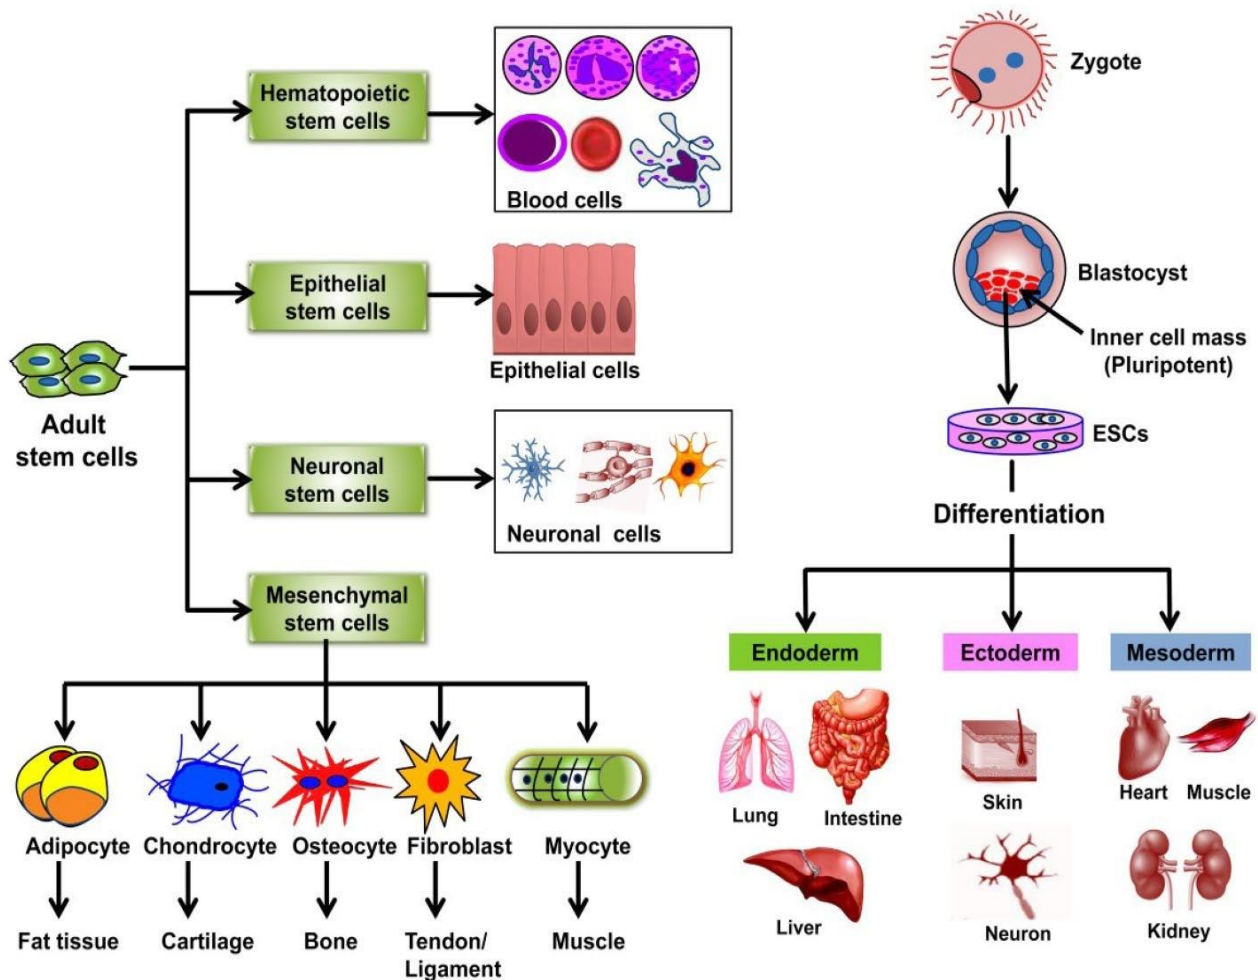 Hematopoietic
stem cells
Blood cells
Epithelial
stem cells
Epithelial cells
Adult
stem cells
Neuronal
stem cells
Neuronal cells
Mesenchymal
stem cells
Adipocyte
Chondrocyte
Osteocyte
Fibroblast
Myocyte
Fat tissue
Cartilage
Bone
Tendon/
Ligament
Muscle
Zygote
Blastocyst
Inner cell mass
(Pluripotent)
ESCs
Differentiation
Endoderm
Ectoderm
Mesoderm
Lung
Intestine
Liver
Skin
Neuron
Heart
Muscle
Kidney